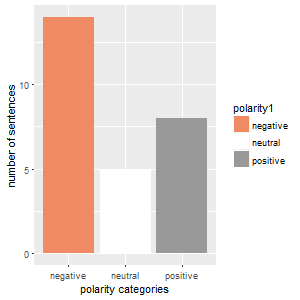 number of sentences
10
5
0
negative
neutral
positive
polarity categories
polarity1
negative
neutral
positive